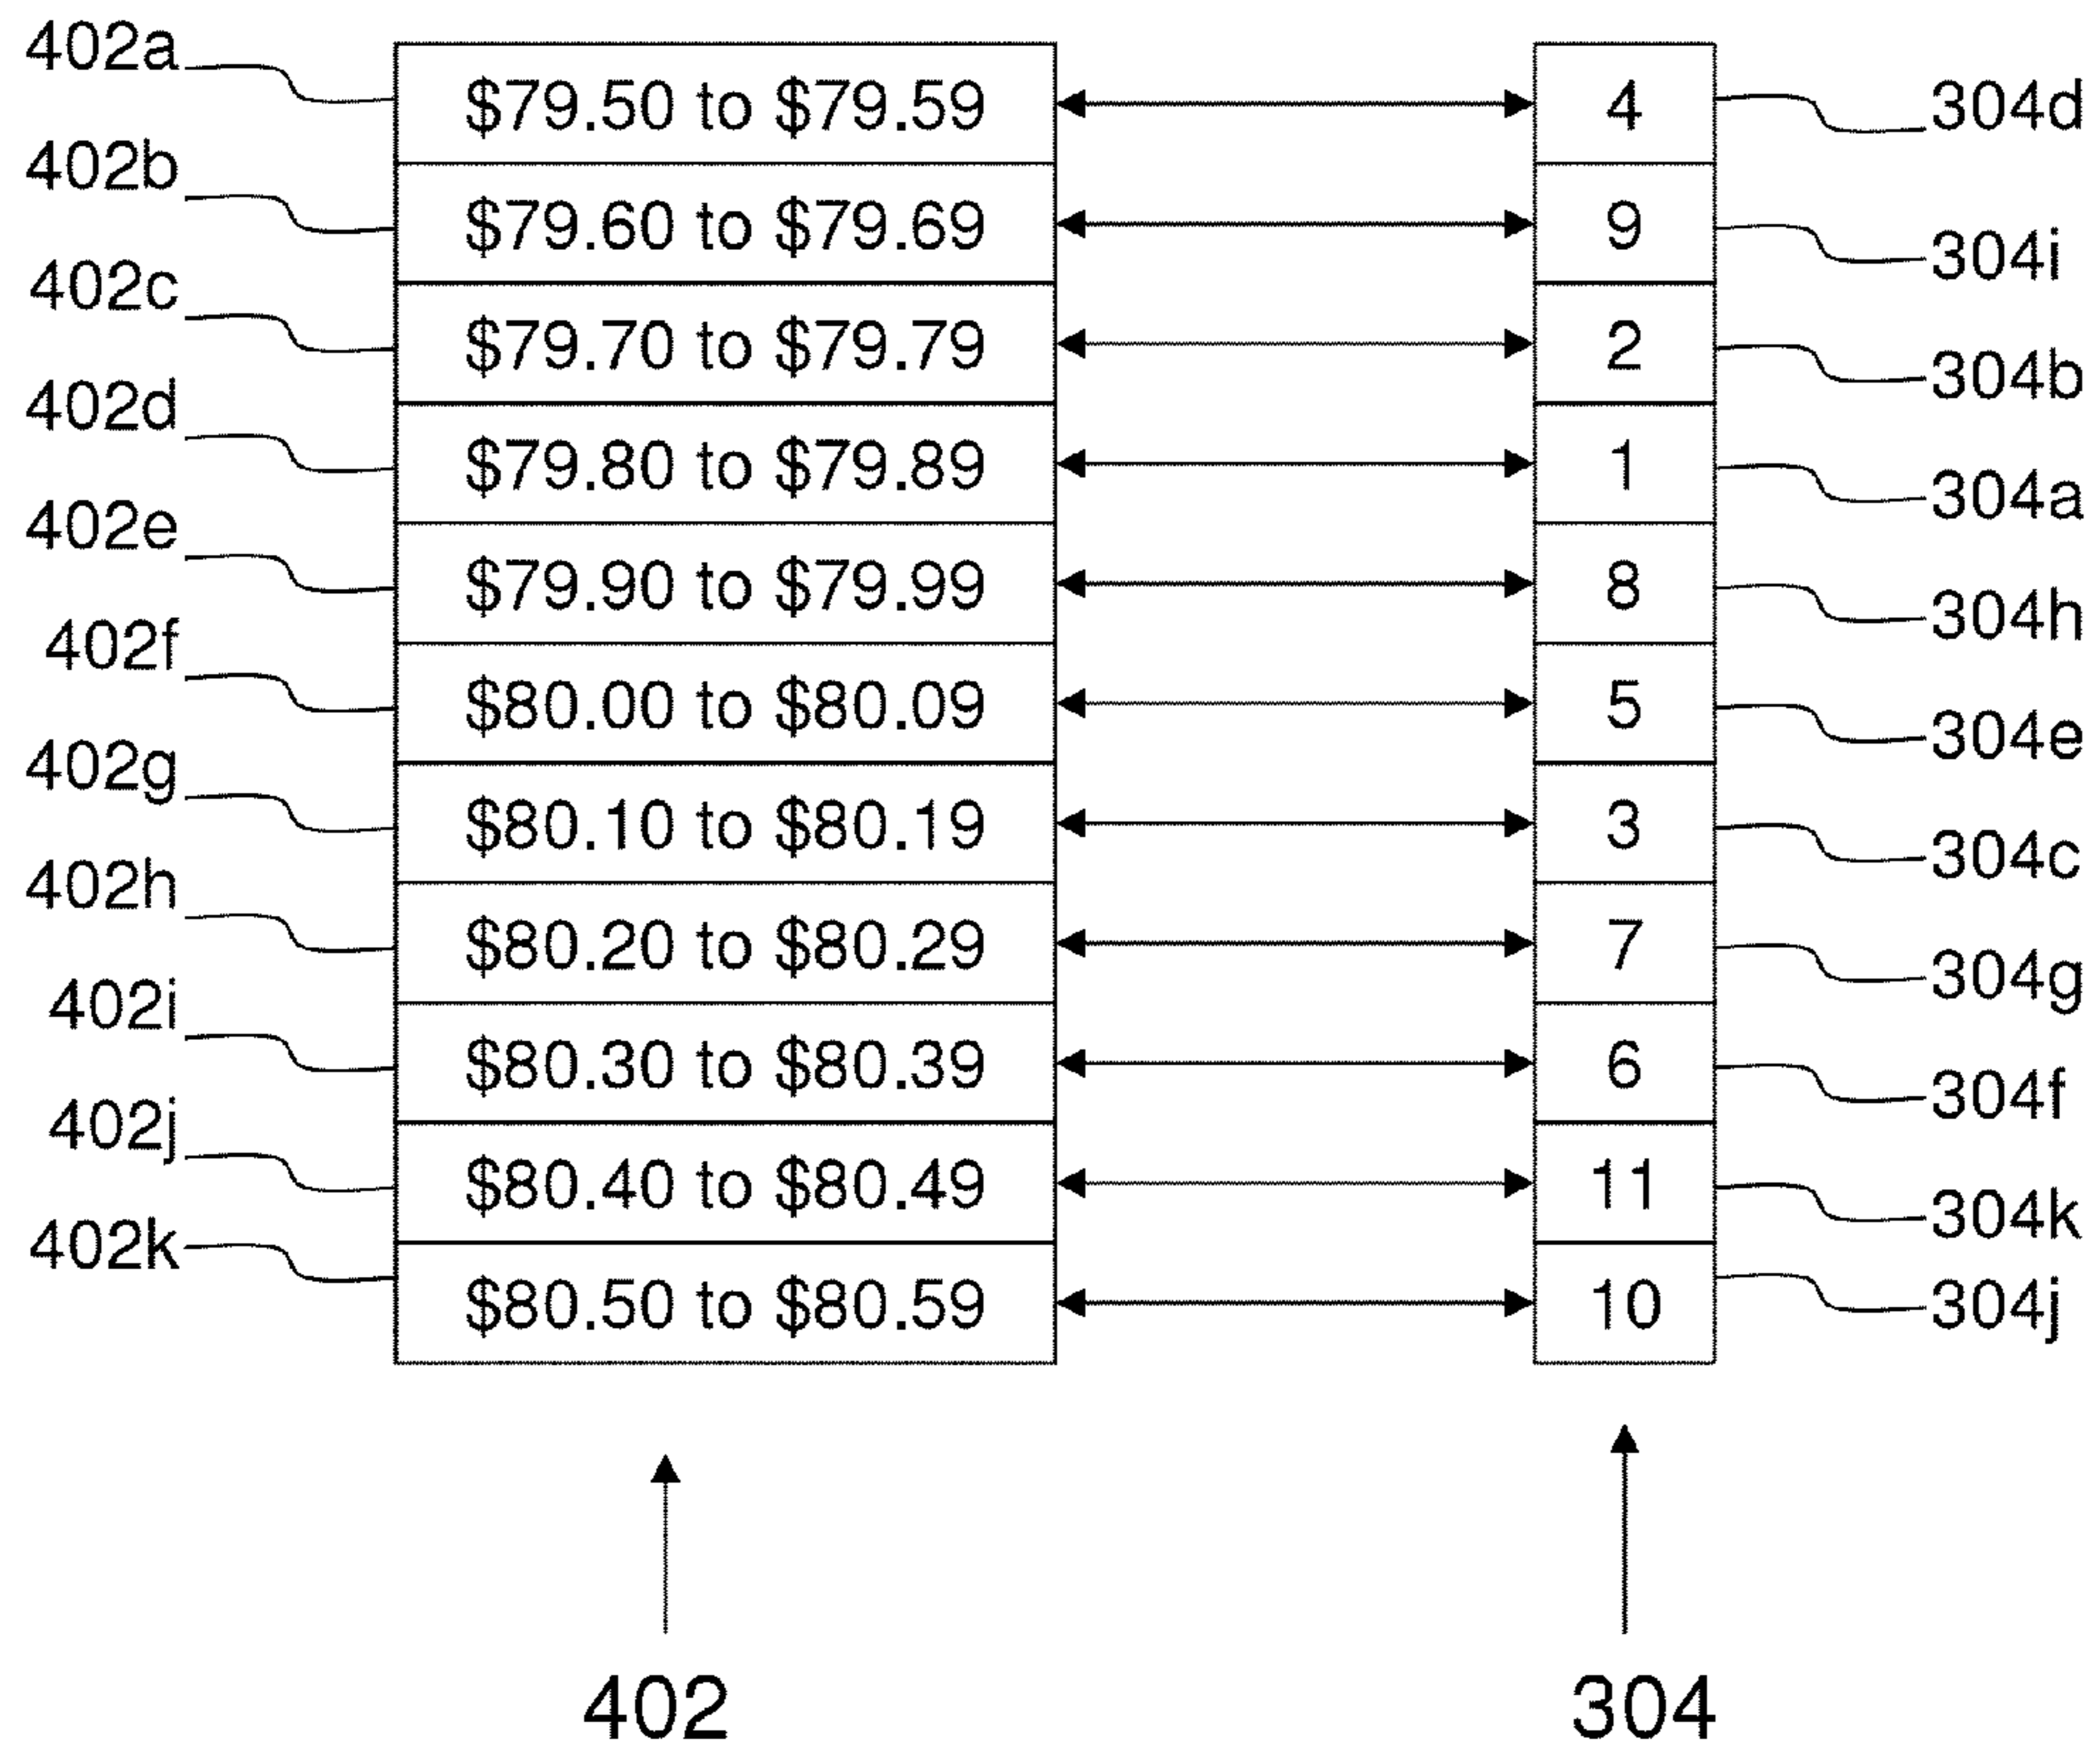 402a $79.50 to $79.59 4 304d
402b $79.60 to $79.69 9 304i
402c $79.70 to $79.79 2 304b
402d $79.80 to $79.89 1 304a
402e $79.90 to $79.99 8 304h
402f $80.00 to $80.09 5 304e
402g $80.10 to $80.19 3 304c
402h $80.20 to $80.29 7 304g
402i $80.30 to $80.39 6 304f
402j $80.40 to $80.49 11 304k
402k $80.50 to $80.59 10 304j
402 304